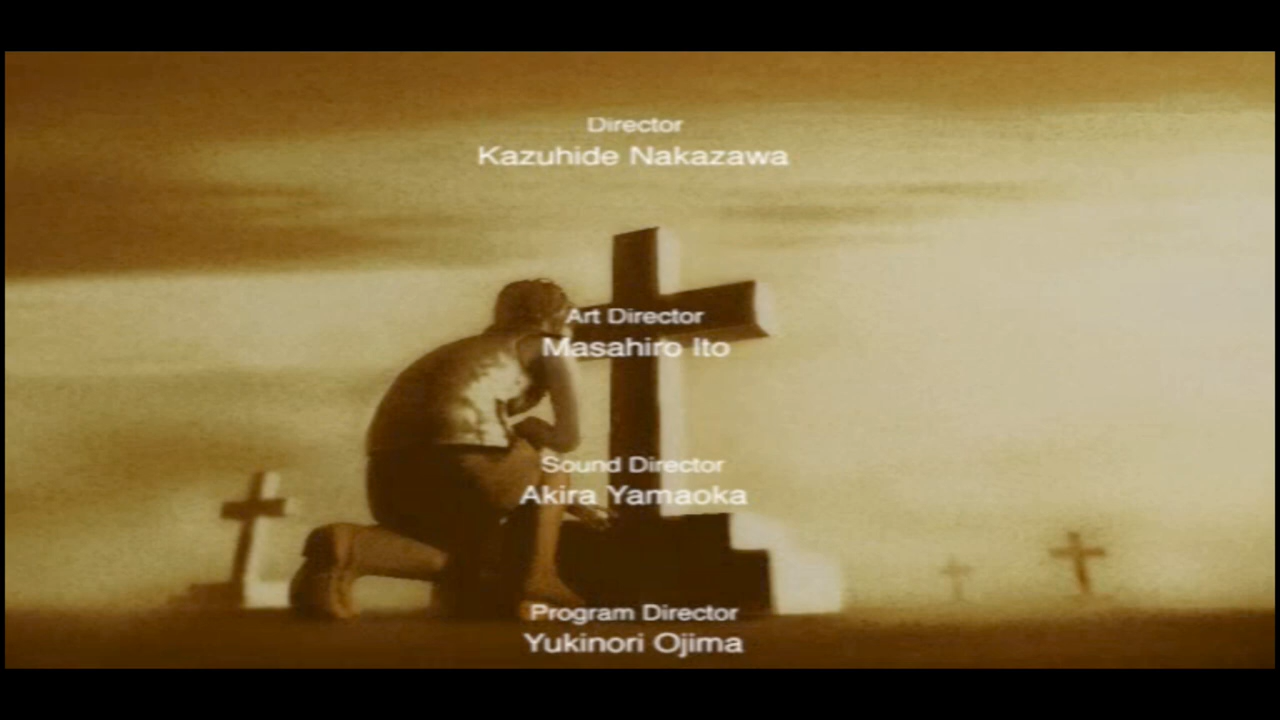 Director
Kazuhide Nakazawa
Art Director
Masahiro Ito
Sound Director
Akira Yamaoka
Program Director
Yukinori Ojima